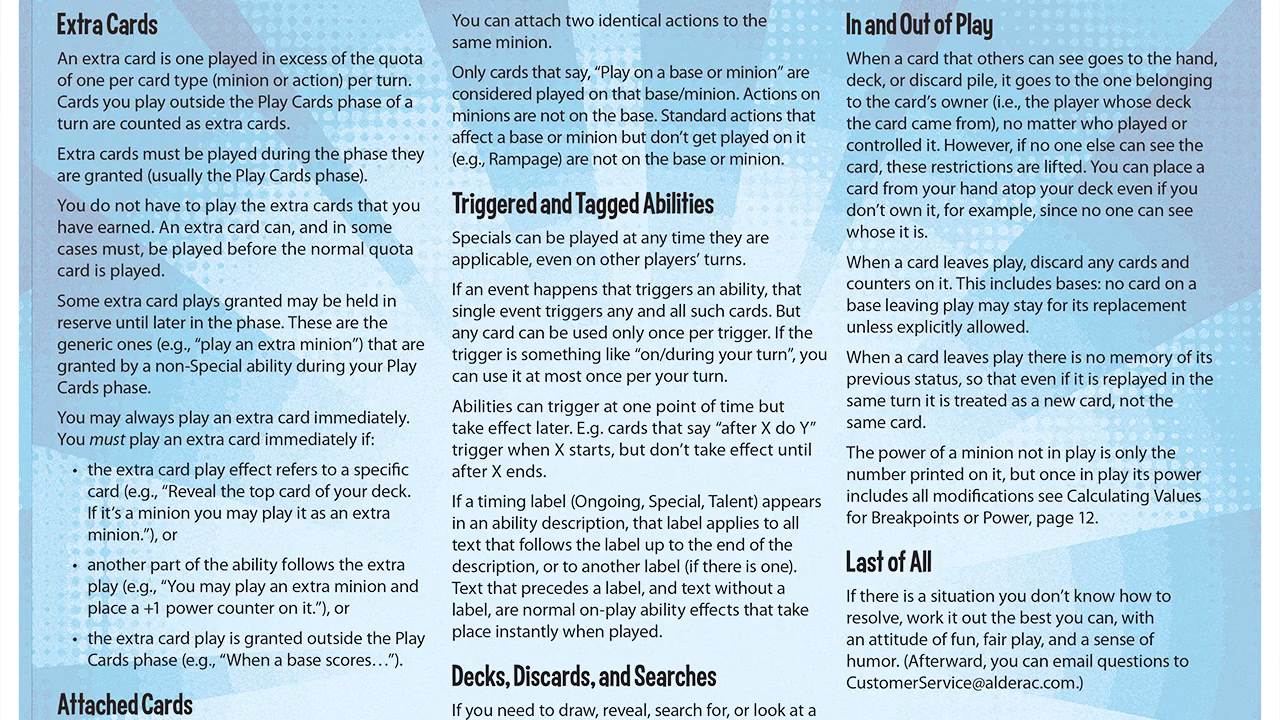 Extra Cards
An extra card is one played in excess of the quota
of one per card type (minion or action) per turn.
Cards you play outside the Play Cards phase of a
turn are counted as extra cards.
Extra cards must be played during the phase they
are granted (usually the Play Cards phase).
You do not have to play the extra cards that you
have earned. An extra card can, and in some
cases must, be played before the normal quota
card is played.
Some extra card plays granted may be held in
reserve until later in the phase. These are the
generic ones (e.g., “play an extra minion”) that are
granted by a non-Special ability during your Play
Cards phase.
You may always play an extra card immediately.
You must play an extra card immediately if:
• the extra card play effect refers to a specific
card (e.g., “Reveal the top card of your deck.
If it’s a minion you may play it as an extra
minion.”), or
• another part of the ability follows the extra
play (e.g., “You may play an extra minion and
place a +1 power counter on it.”), or
• the extra card play is granted outside the Play
Cards phase (e.g., “When a base scores…”).
Attached Cards
You can attach two identical actions to the
same minion.
Only cards that say, “Play on a base or minion” are
considered played on that base/minion. Actions on
minions are not on the base. Standard actions that
affect a base or minion but don’t get played on it
(e.g., Rampage) are not on the base or minion.
Triggered and Tagged Abilities
Specials can be played at any time they are
applicable, even on other players’ turns.
If an event happens that triggers an ability, that
single event triggers any and all such cards. But
any card can be used only once per trigger. If the
trigger is something like “on/during your turn”, you
can use it at most once per your turn.
Abilities can trigger at one point of time but
take effect later. E.g. cards that say “after X do Y”
trigger when X starts, but don’t take effect until
after X ends.
If a timing label (Ongoing, Special, Talent) appears
in an ability description, that label applies to all
text that follows the label up to the end of the
description, or to another label (if there is one).
Text that precedes a label, and text without a
label, are normal on-play ability effects that take
place instantly when played.
Decks, Discards, and Searches
If you need to draw, reveal, search for, or look at a
In and Out of Play
When a card that others can see goes to the hand,
deck, or discard pile, it goes to the one belonging
to the card’s owner (i.e., the player whose deck
the card came from), no matter who played or
controlled it. However, if no one else can see the
card, these restrictions are lifted. You can place a
card from your hand atop your deck even if you
don’t own it, for example, since no one can see
whose it is.
When a card leaves play, discard any cards and
counters on it. This includes bases: no card on a
base leaving play may stay for its replacement
unless explicitly allowed.
When a card leaves play there is no memory of its
previous status, so that even if it is replayed in the
same turn it is treated as a new card, not the
same card.
The power of a minion not in play is only the
number printed on it, but once in play its power
includes all modifications see Calculating Values
for Breakpoints or Power, page 12.
Last of All
If there is a situation you don’t know how to
resolve, work it out the best you can, with
an attitude of fun, fair play, and a sense of
humor. (Afterward, you can email questions to
CustomerService@alderac.com.)